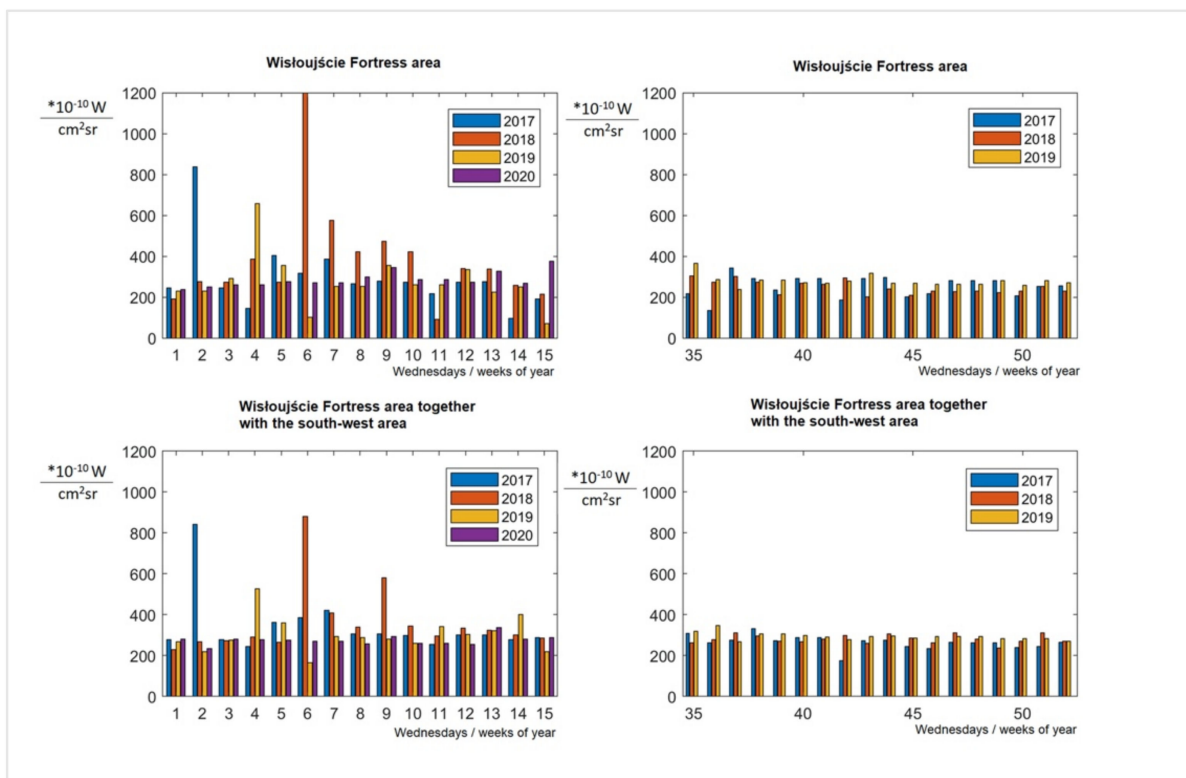 Wisłoujście Fortress area
*10⁻¹⁰ W
cm²sr
1200
1000
800
600
400
200
0
2017
2018
2019
2020
1 2 3 4 5 6 7 8 9 10 11 12 13 14 15
Wednesdays / weeks of year
Wisłoujście Fortress area
*10⁻¹⁰ W
cm²sr
1200
1000
800
600
400
200
0
2017
2018
2019
35 40 45 50
Wednesdays / weeks of year
Wisłoujście Fortress area together
with the south-west area
*10⁻¹⁰ W
cm²sr
1200
1000
800
600
400
200
0
2017
2018
2019
2020
1 2 3 4 5 6 7 8 9 10 11 12 13 14 15
Wednesdays / weeks of year
Wisłoujście Fortress area together
with the south-west area
*10⁻¹⁰ W
cm²sr
1200
1000
800
600
400
200
0
2017
2018
2019
35 40 45 50
Wednesdays / weeks of year